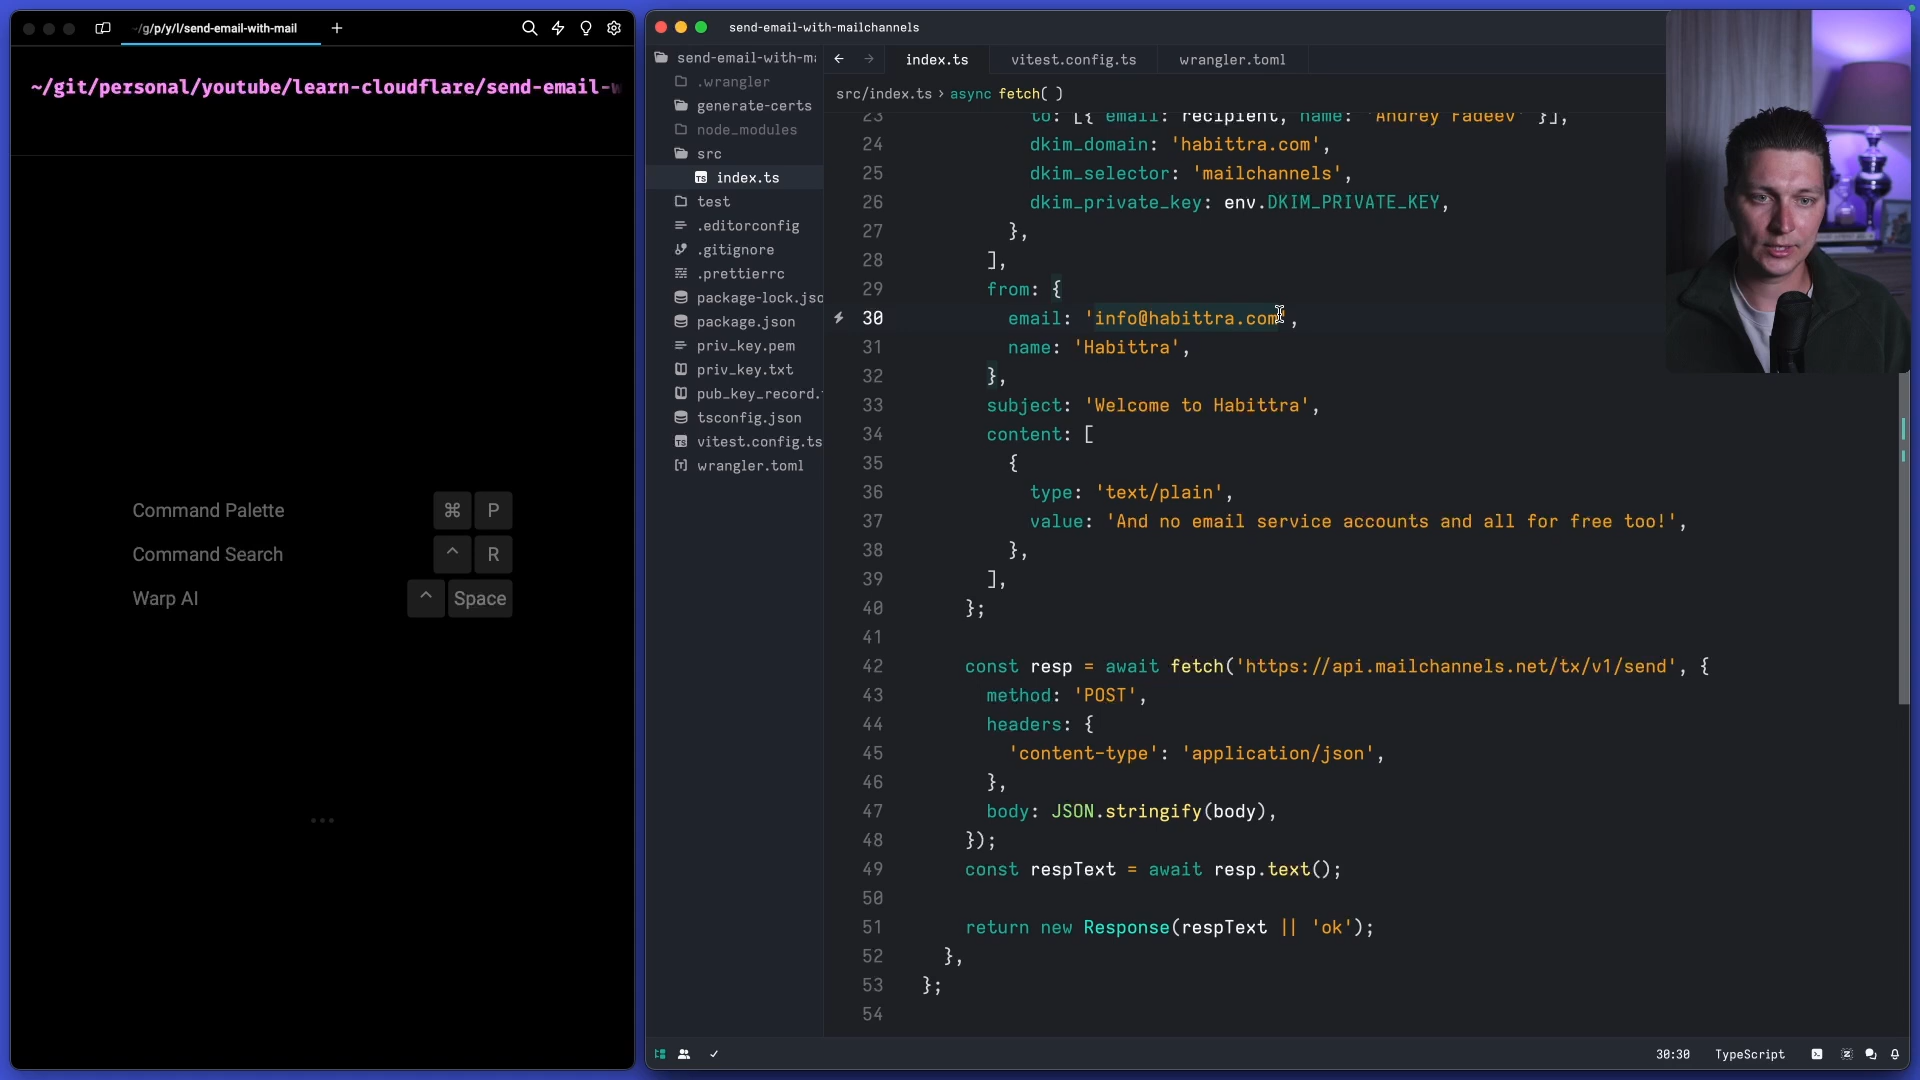 ~/g/p/y/l/send-email-with-mail
~/git/personal/youtube/learn-cloudflare/send-email-w
Command Palette ⌘ P
Command Search ^ R
Warp AI ^ Space
send-email-with-mailchannels
send-email-with-ma
.wrangler
generate-certs
node_modules
src
index.ts
test
.editorconfig
.gitignore
.prettierrc
package-lock.jso
package.json
priv_key.pem
priv_key.txt
pub_key_record.
tsconfig.json
vitest.config.ts
wrangler.toml
index.ts vitest.config.ts wrangler.toml
src/index.ts > async fetch( )
23 to: [{ email: recipient, name: 'Andrey Fadeev' }],
24 dkim_domain: 'habittra.com',
25 dkim_selector: 'mailchannels',
26 dkim_private_key: env.DKIM_PRIVATE_KEY,
27 },
28 ],
29 from: {
30 email: 'info@habittra.com',
31 name: 'Habittra',
32 },
33 subject: 'Welcome to Habittra',
34 content: [
35 {
36 type: 'text/plain',
37 value: 'And no email service accounts and all for free too!',
38 },
39 ],
40 };
41
42 const resp = await fetch('https://api.mailchannels.net/tx/v1/send', {
43 method: 'POST',
44 headers: {
45 'content-type': 'application/json',
46 },
47 body: JSON.stringify(body),
48 });
49 const respText = await resp.text();
50
51 return new Response(respText || 'ok');
52 },
53 };
54
30:30 TypeScript